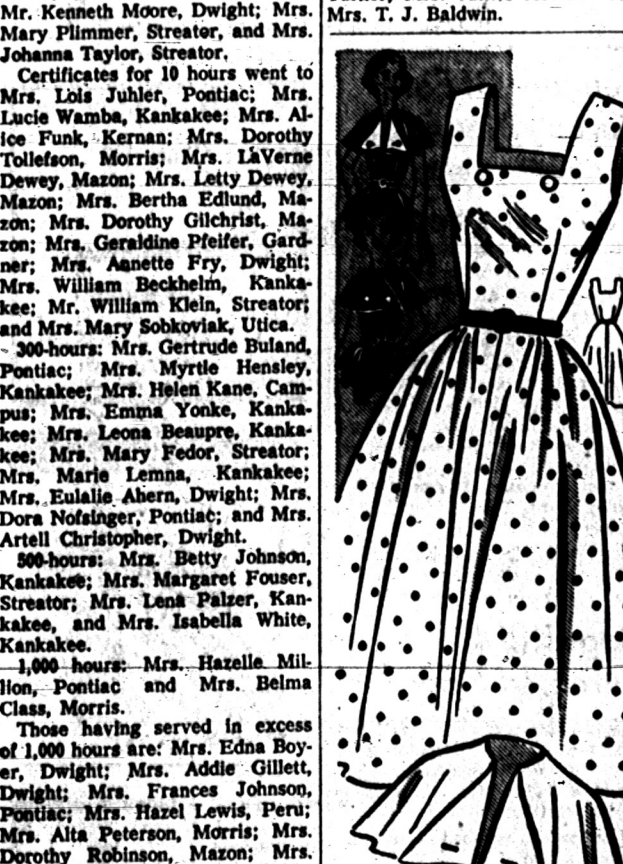 Mr. Kenneth Moore, Dwight; Mrs.
Mary Plimmer, Streator, and Mrs.
Johanna Taylor, Streator.
Certificates for 10 hours went to
Mrs. Lois Juhler, Pontiac; Mrs.
Lucie Wamba, Kankakee; Mrs. Al-
ice Funk, Kernan; Mrs. Dorothy
Tollefson, Morris; Mrs. LaVerne
Dewey, Mazon; Mrs. Letty Dewey,
Mazon; Mrs. Bertha Edlund, Ma-
zon; Mrs. Dorothy Gilchrist, Ma-
zon; Mrs. Geraldine Pfeifer, Gard-
ner; Mrs. Annette Fry, Dwight;
Mrs. William Beckhelm, Kanka-
kee; Mr. William Klein, Streator;
and Mrs. Mary Sobkoviak, Utica.
300-hours: Mrs. Gertrude Buland,
Pontiac; Mrs. Myrtle Hensley,
Kankakee; Mrs. Helen Kane, Cam-
pus; Mrs. Emma Yonke, Kanka-
kee; Mrs. Leona Beaupre, Kanka-
kee; Mrs. Mary Fedor, Streator;
Mrs. Marie Lemna, Kankakee;
Mrs. Eulalie Ahern, Dwight; Mrs.
Dora Nofsinger, Pontiac; and Mrs.
Artell Christopher, Dwight.
500-hours: Mrs. Betty Johnson,
Kankakee; Mrs. Margaret Fouser,
Streator; Mrs. Lena Palzer, Kan-
kakee, and Mrs. Isabella White,
Kankakee.
1,000 hours: Mrs. Hazelle Mil-
lion, Pontiac and Mrs. Belma
Class, Morris.
Those having served in excess
of 1,000 hours are: Mrs. Edna Boy-
er, Dwight; Mrs. Addie Gillett,
Dwight; Mrs. Frances Johnson,
Pontiac; Mrs. Hazel Lewis, Peru;
Mrs. Alta Peterson, Morris; Mrs.
Dorothy Robinson, Mazon; Mrs.
Mrs. T. J. Baldwin.